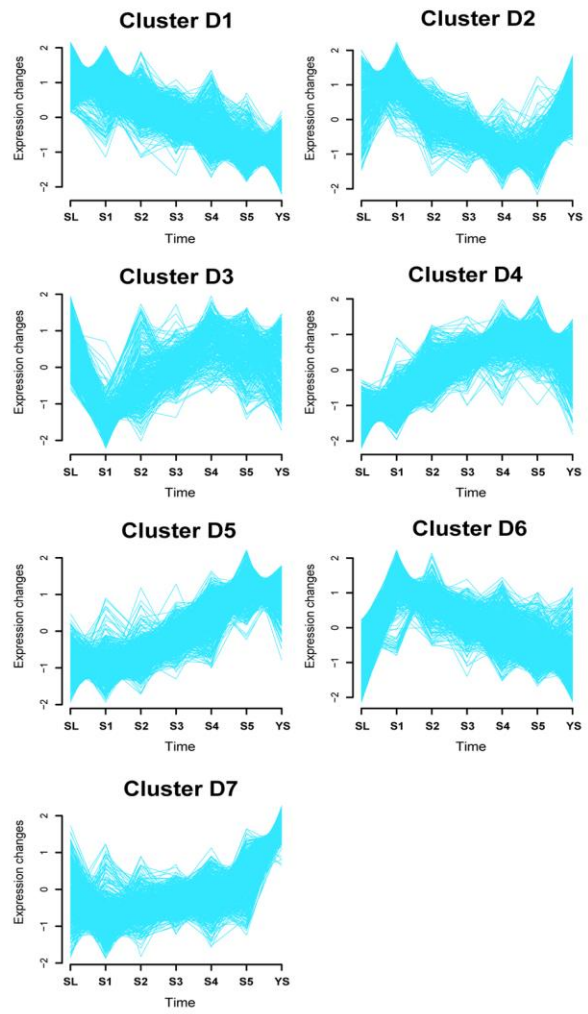 Cluster D1
Expression changes
2
1
0
−1
−2
SL S1 S2 S3 S4 S5 YS
Time
Cluster D2
Expression changes
2
1
0
−1
−2
SL S1 S2 S3 S4 S5 YS
Time
Cluster D3
Expression changes
2
1
0
−1
−2
SL S1 S2 S3 S4 S5 YS
Time
Cluster D4
Expression changes
2
1
0
−1
−2
SL S1 S2 S3 S4 S5 YS
Time
Cluster D5
Expression changes
2
1
0
−1
−2
SL S1 S2 S3 S4 S5 YS
Time
Cluster D6
Expression changes
2
1
0
−1
−2
SL S1 S2 S3 S4 S5 YS
Time
Cluster D7
Expression changes
2
1
0
−1
−2
SL S1 S2 S3 S4 S5 YS
Time